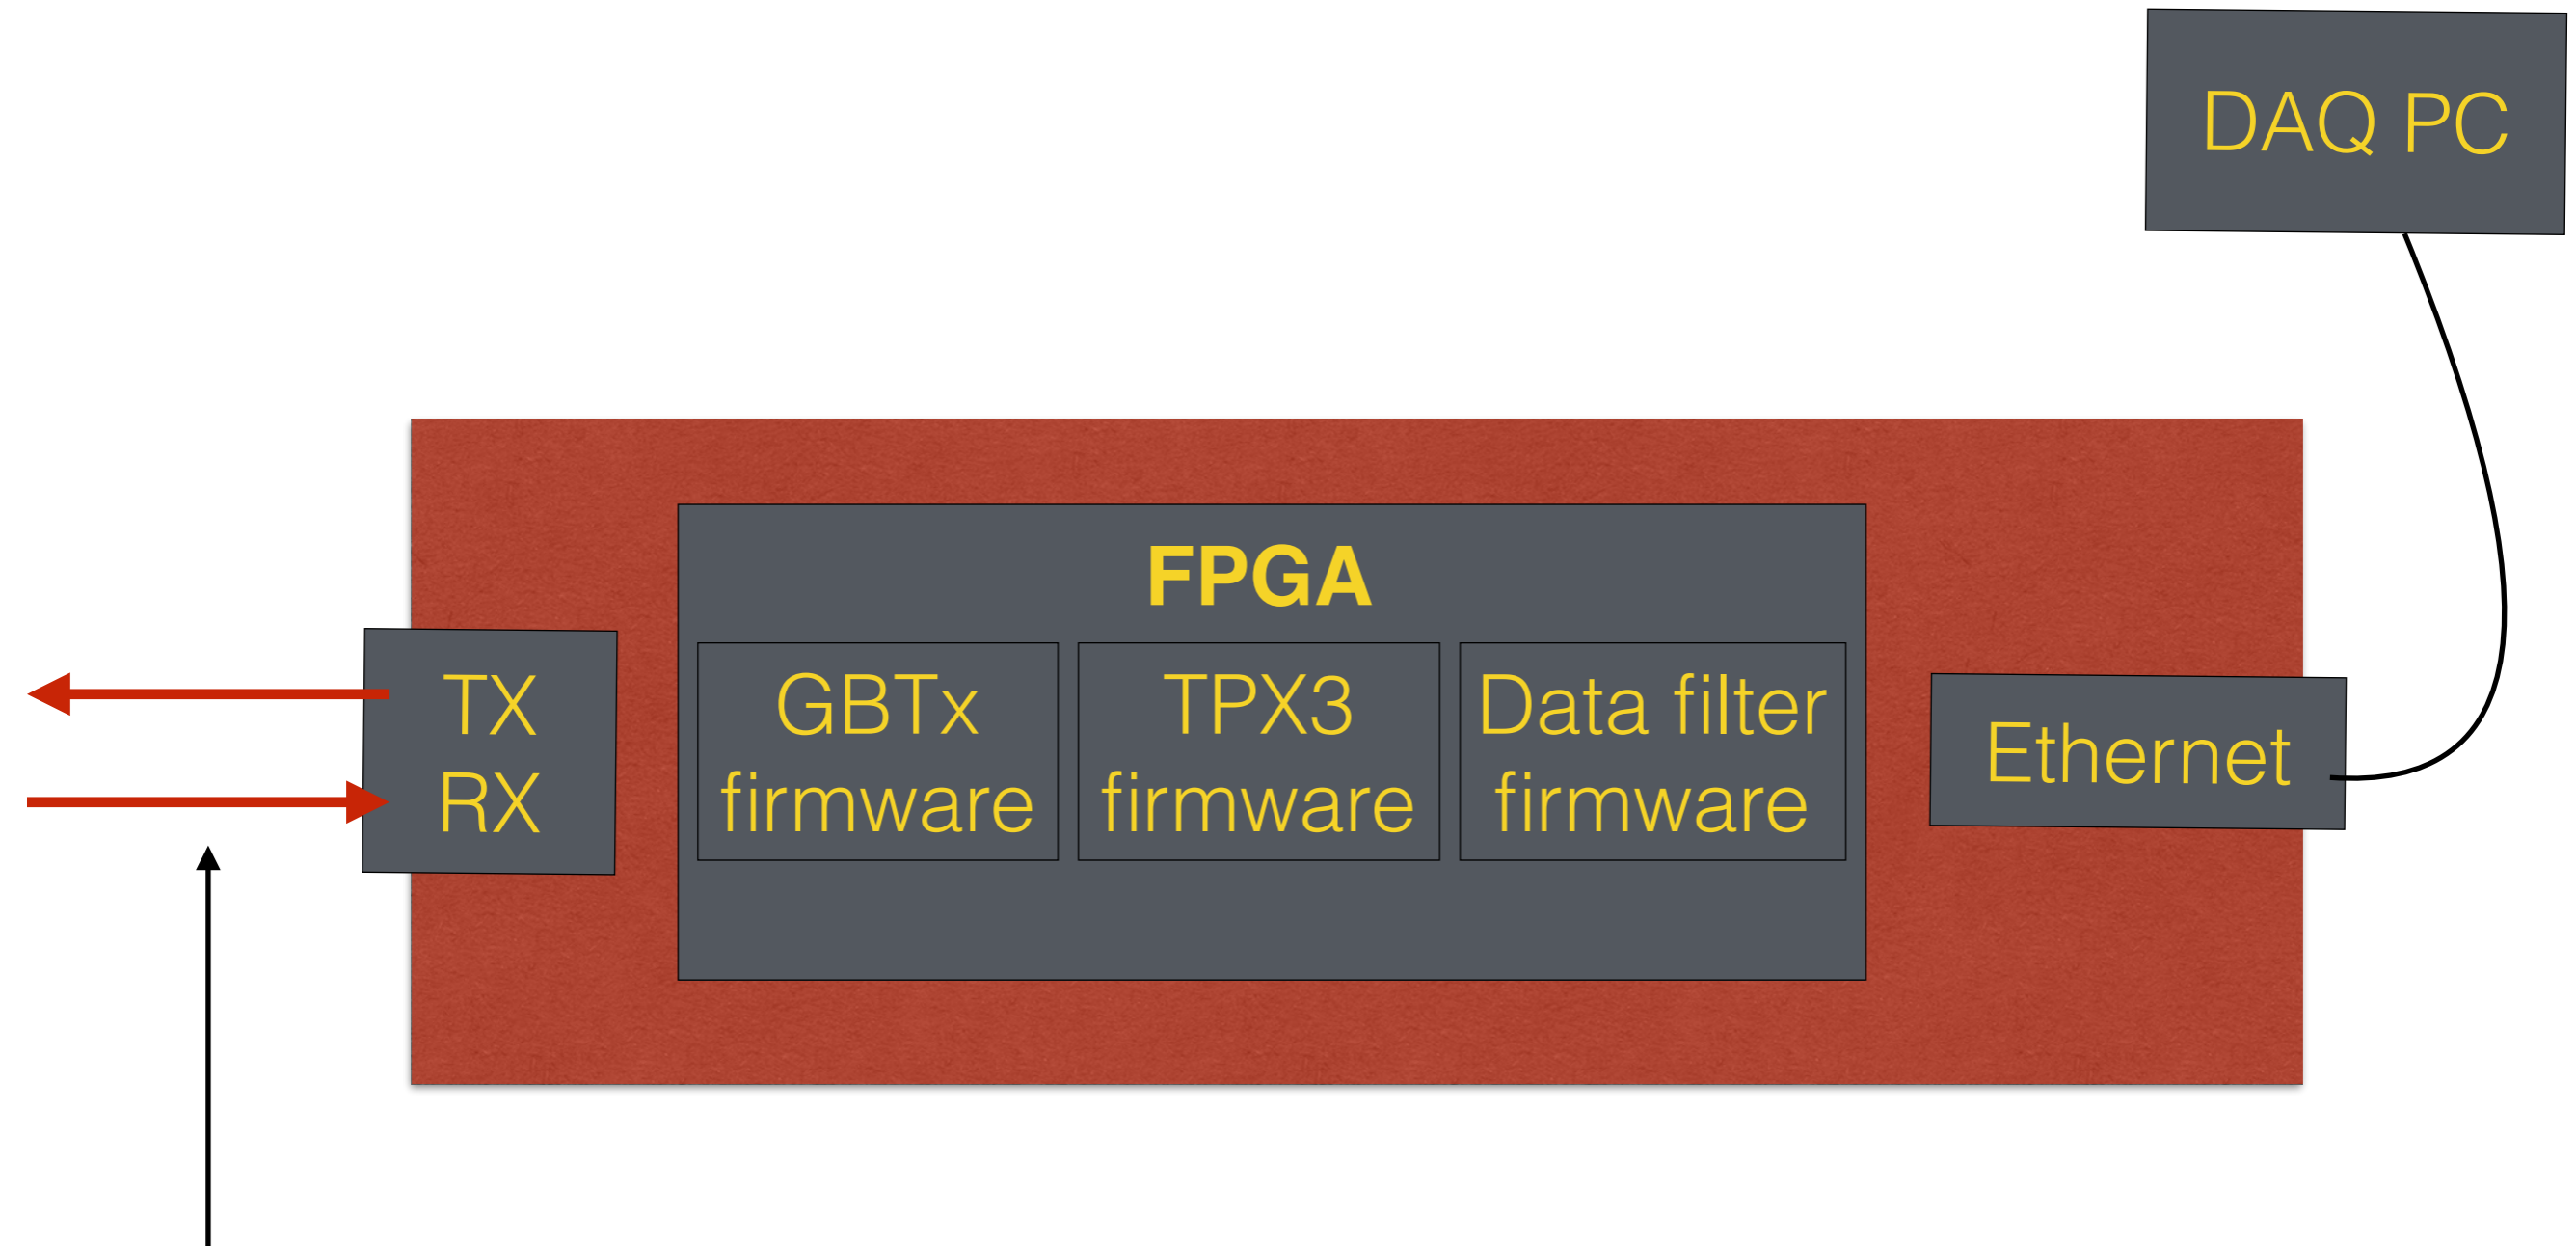 DAQ PC
FPGA
TX
RX
GBTx
firmware
TPX3
firmware
Data filter
firmware
Ethernet